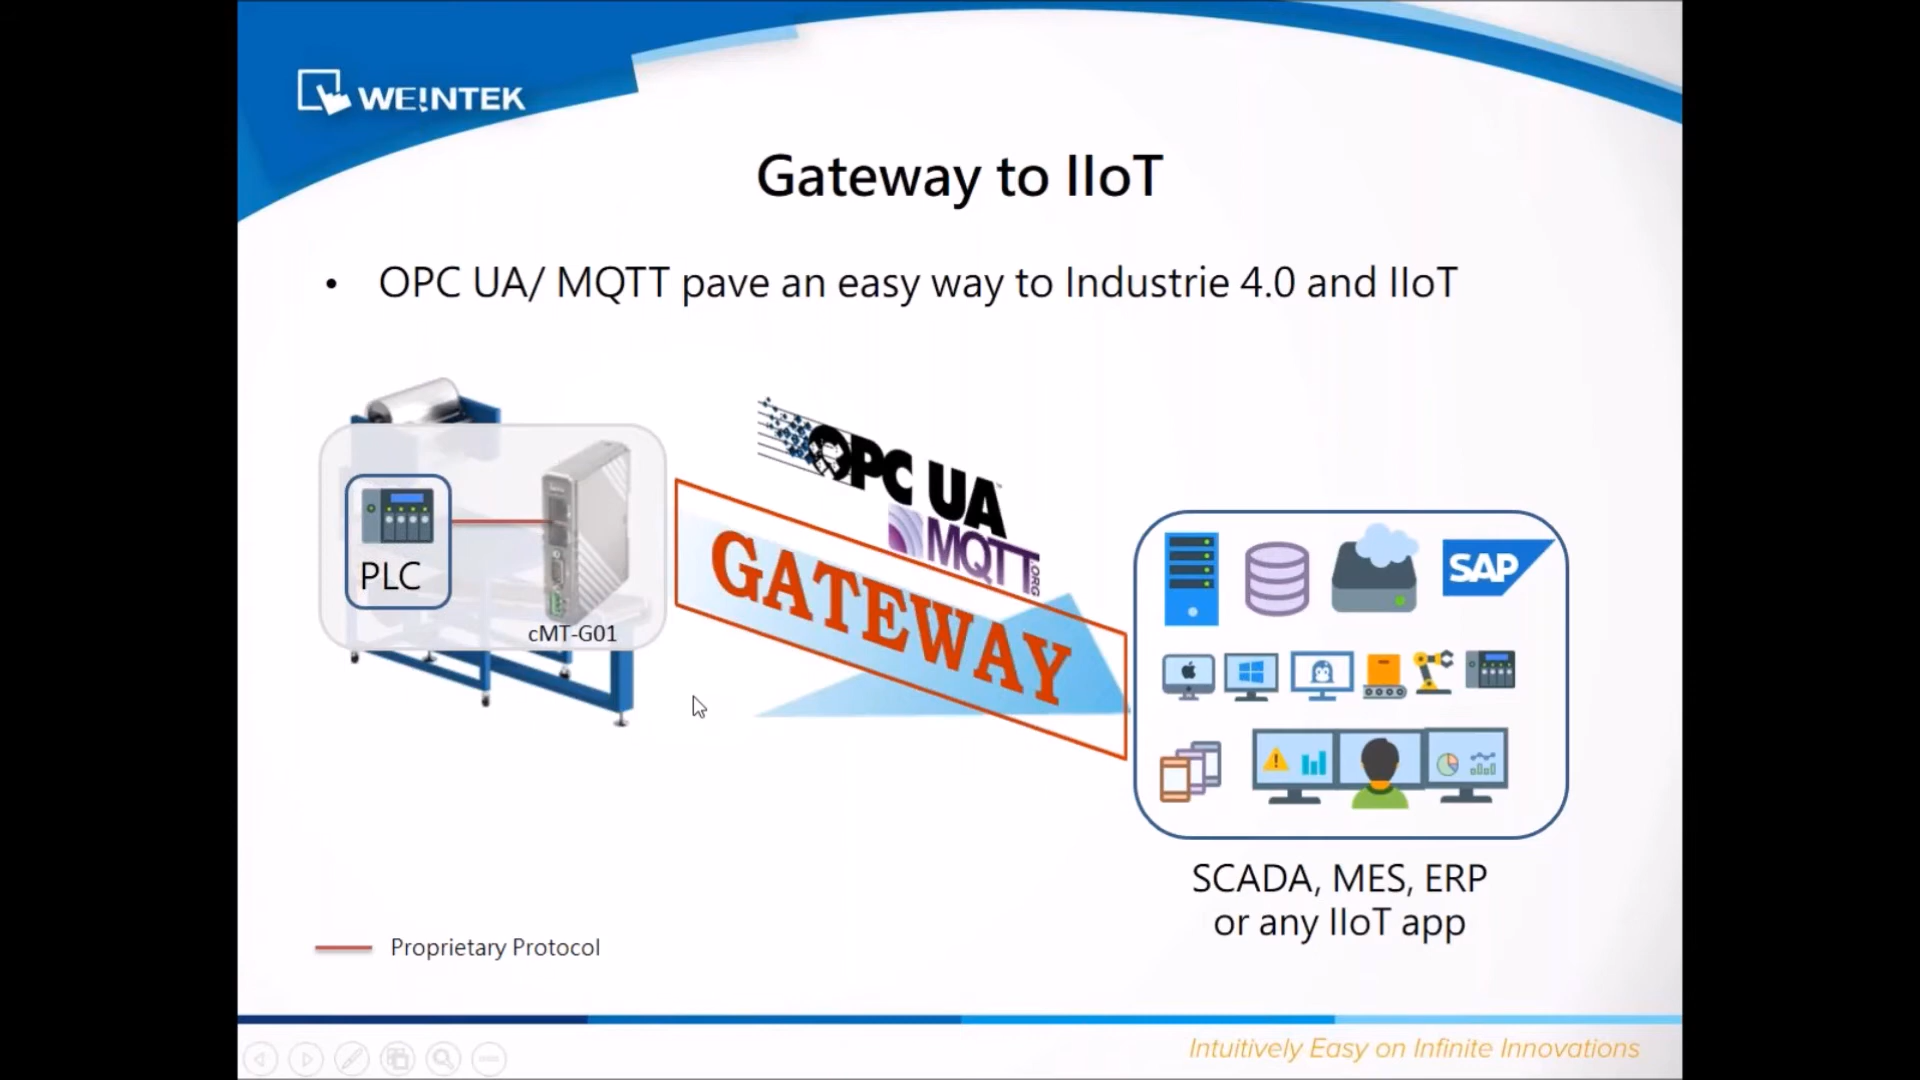 WE!NTEK
Gateway to IIoT
• OPC UA/ MQTT pave an easy way to Industrie 4.0 and IIoT
OPC UA
MQTT.ORG
GATEWAY
PLC
cMT-G01
SAP
SCADA, MES, ERP
or any IIoT app
Proprietary Protocol
Intuitively Easy on Infinite Innovations